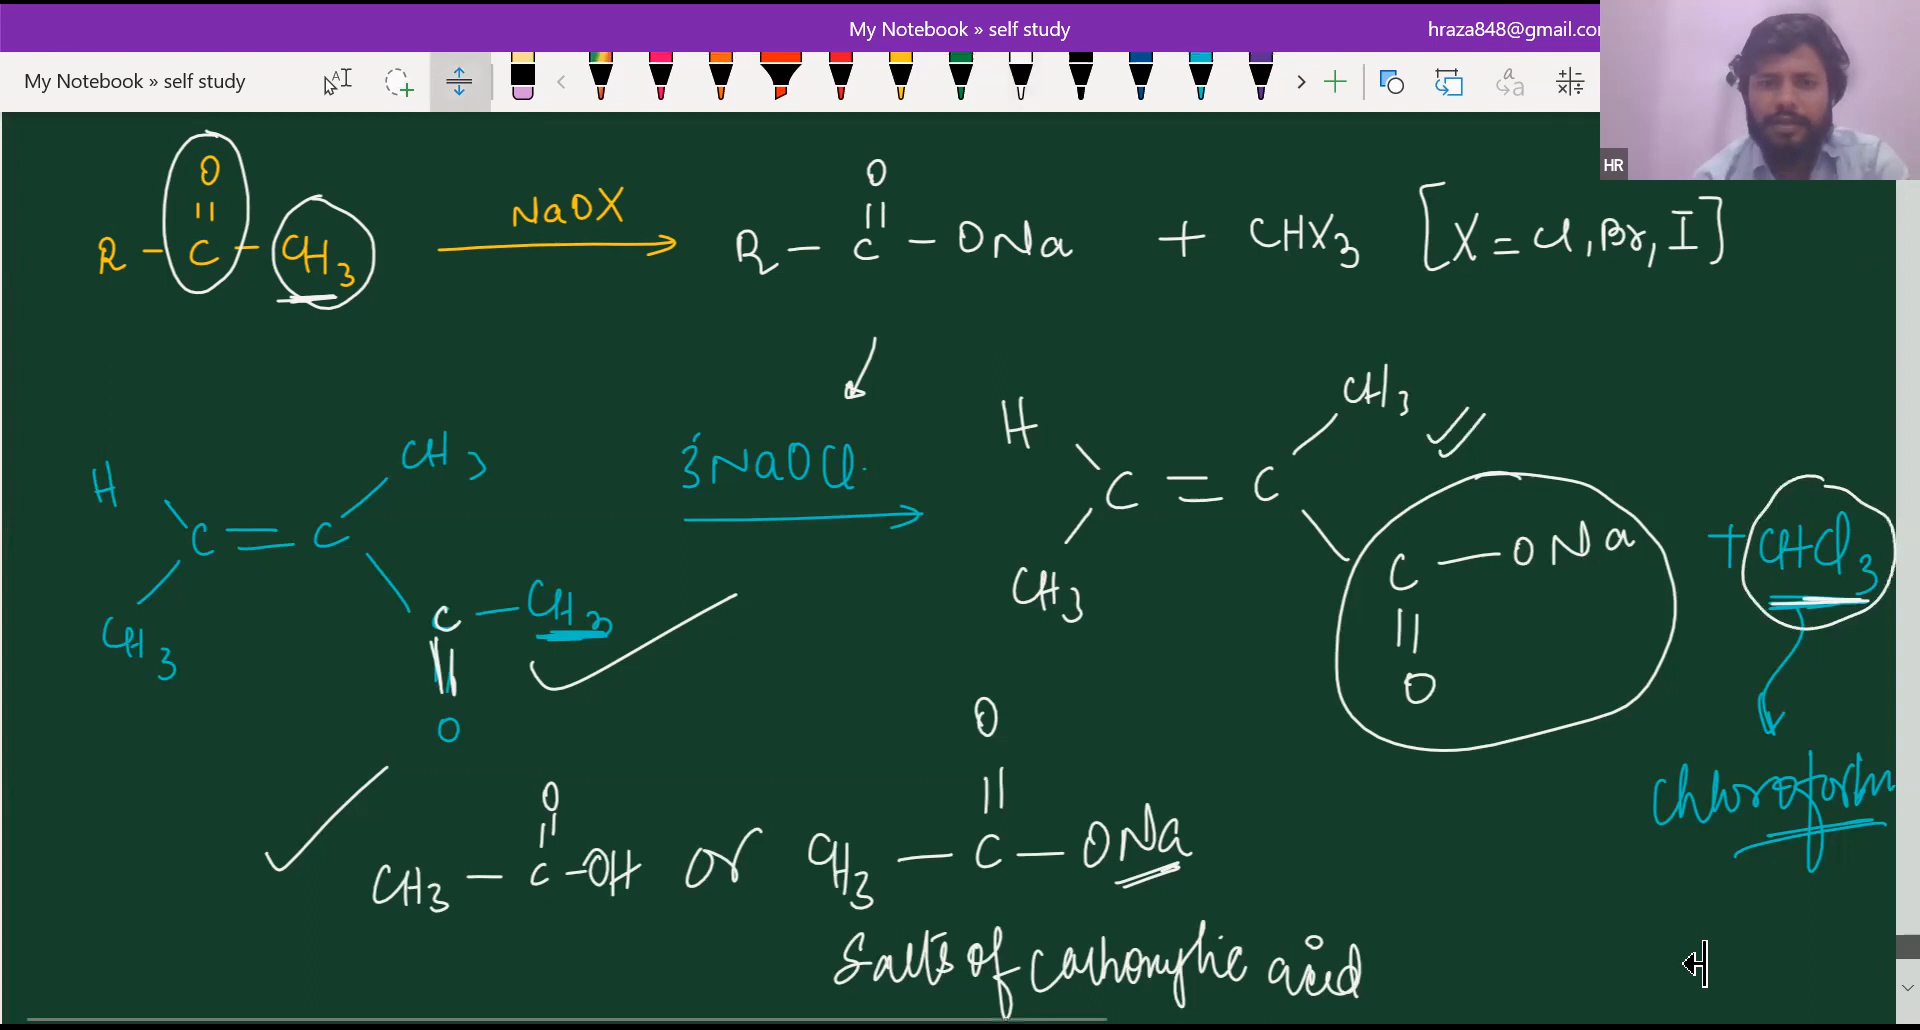 My Notebook » self study
hraza848@gmail.co
My Notebook » self study
HR
O
||
R - C - CH3
NaOX
O
||
R - C - ONa + CHX3 [X = Cl, Br, I]
H
CH3
C = C
CH3
C - CH3
||
O
3NaOCl
H
CH3
C = C
CH3
C - ONa
||
O
+ CHCl3
Chloroform
O
||
CH3 - C - OH or
O
||
CH3 - C - ONa
Salts of carboxylic acid